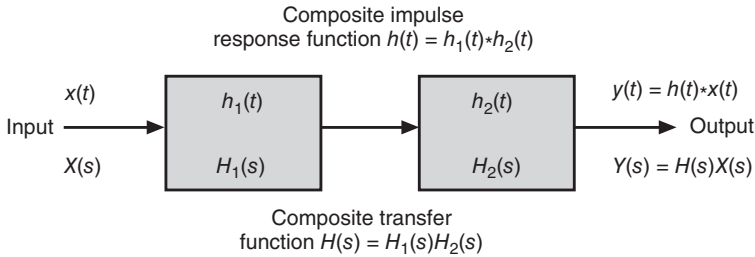 Composite impulse
response function h(t) = h₁(t)*h₂(t)
x(t)
h₁(t)
h₂(t)
y(t) = h(t)*x(t)
Input
Output
X(s)
H₁(s)
H₂(s)
Y(s) = H(s)X(s)
Composite transfer
function H(s) = H₁(s)H₂(s)